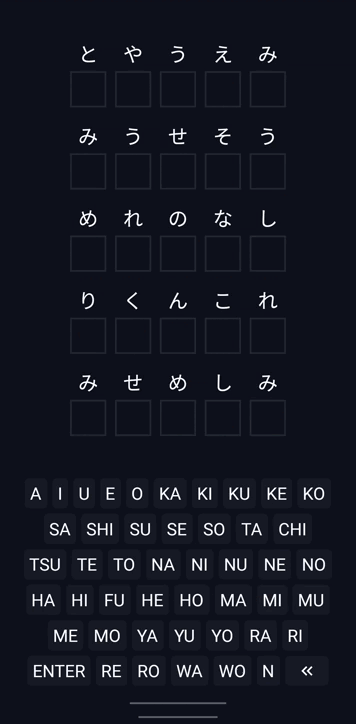 と や う え み
み う せ そ う
め れ の な し
り く ん こ れ
み せ め し み
A I U E O KA KI KU KE KO
SA SHI SU SE SO TA CHI
TSU TE TO NA NI NU NE NO
HA HI FU HE HO MA MI MU
ME MO YA YU YO RA RI
ENTER RE RO WA WO N «